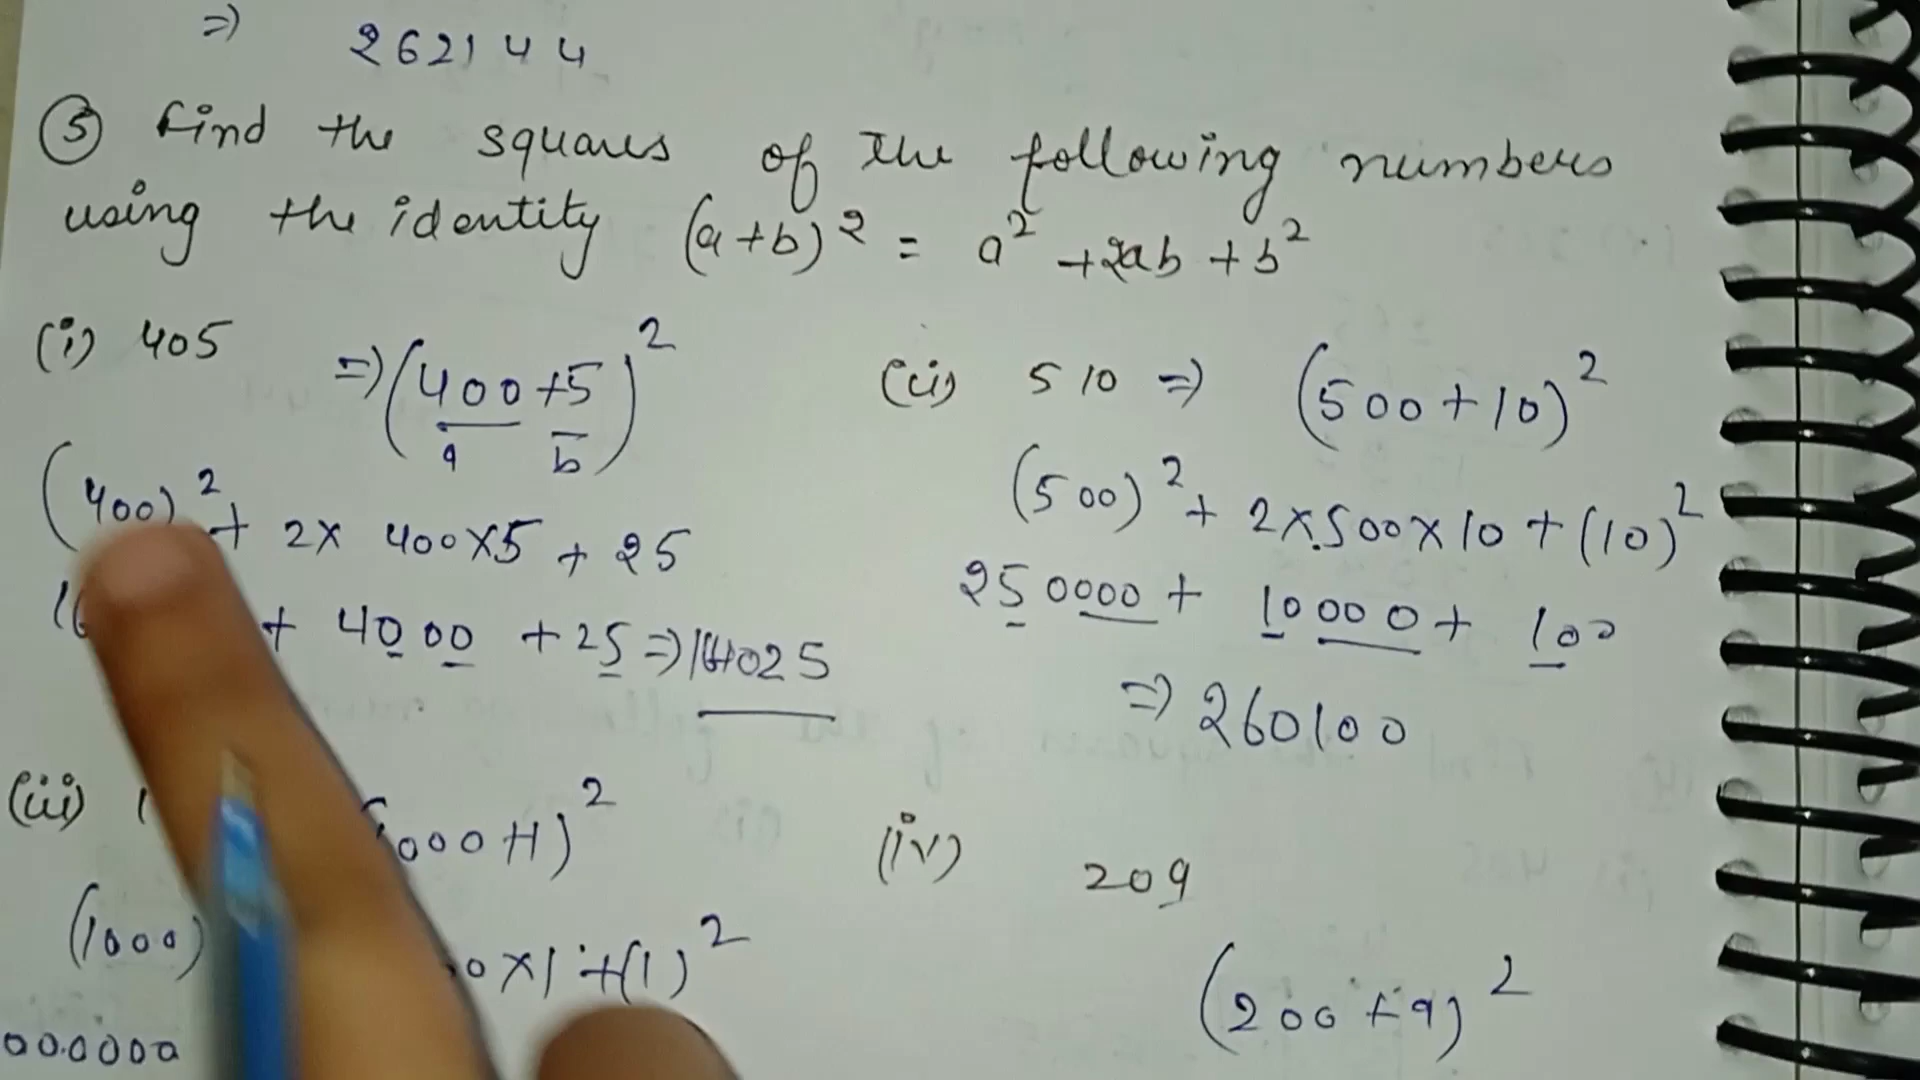 ⇒ 262144
⑤ Find the squares of the following numbers
using the identity (a+b)² = a² + 2ab + b²
(i) 405 ⇒ (400+5)²
a b
(400)² + 2× 400×5 + 25
+ 4000 + 25 ⇒ 164025
(ii) 510 ⇒ (500+10)²
(500)² + 2×500×10 + (10)²
250000 + 10000 + 100
⇒ 260100
(iii) 000+1)²
(1000) 0×1+(1)²
000000
(iv) 209
(200+9)²